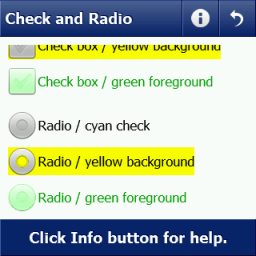 Check and Radio
Check box / yellow background
Check box / green foreground
Radio / cyan check
Radio / yellow background
Radio / green foreground
Click Info button for help.